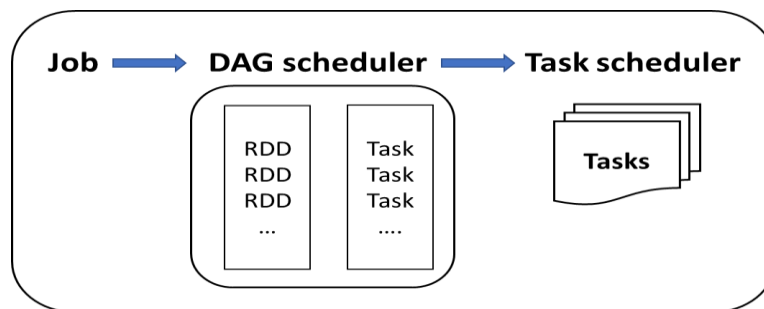 Job DAG scheduler Task scheduler
RDD
RDD
RDD
...
Task
Task
Task
....
Tasks